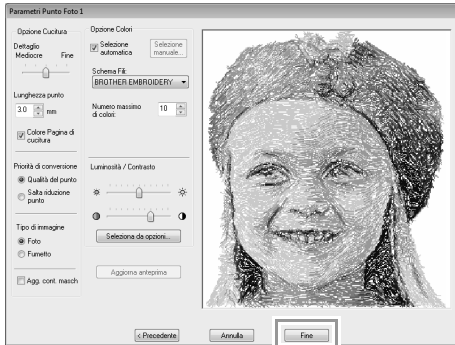 Parametri Punto Foto 1
Opzione Cucitura
Dettaglio
Mediocre Fine
Lunghezza punto
3.0 mm
Colore Pagina di
cucitura
Priorità di conversione
Qualità del punto
Salta riduzione
punto
Tipo di immagine
Foto
Fumetto
Agg. cont. masch
Opzione Colori
Selezione
automatica
Selezione
manuale...
Schema Fili:
BROTHER EMBROIDERY
Numero massimo
di colori:
10
Luminosità / Contrasto
Seleziona da opzioni...
Aggiorna anteprima
< Precedente
Annulla
Fine